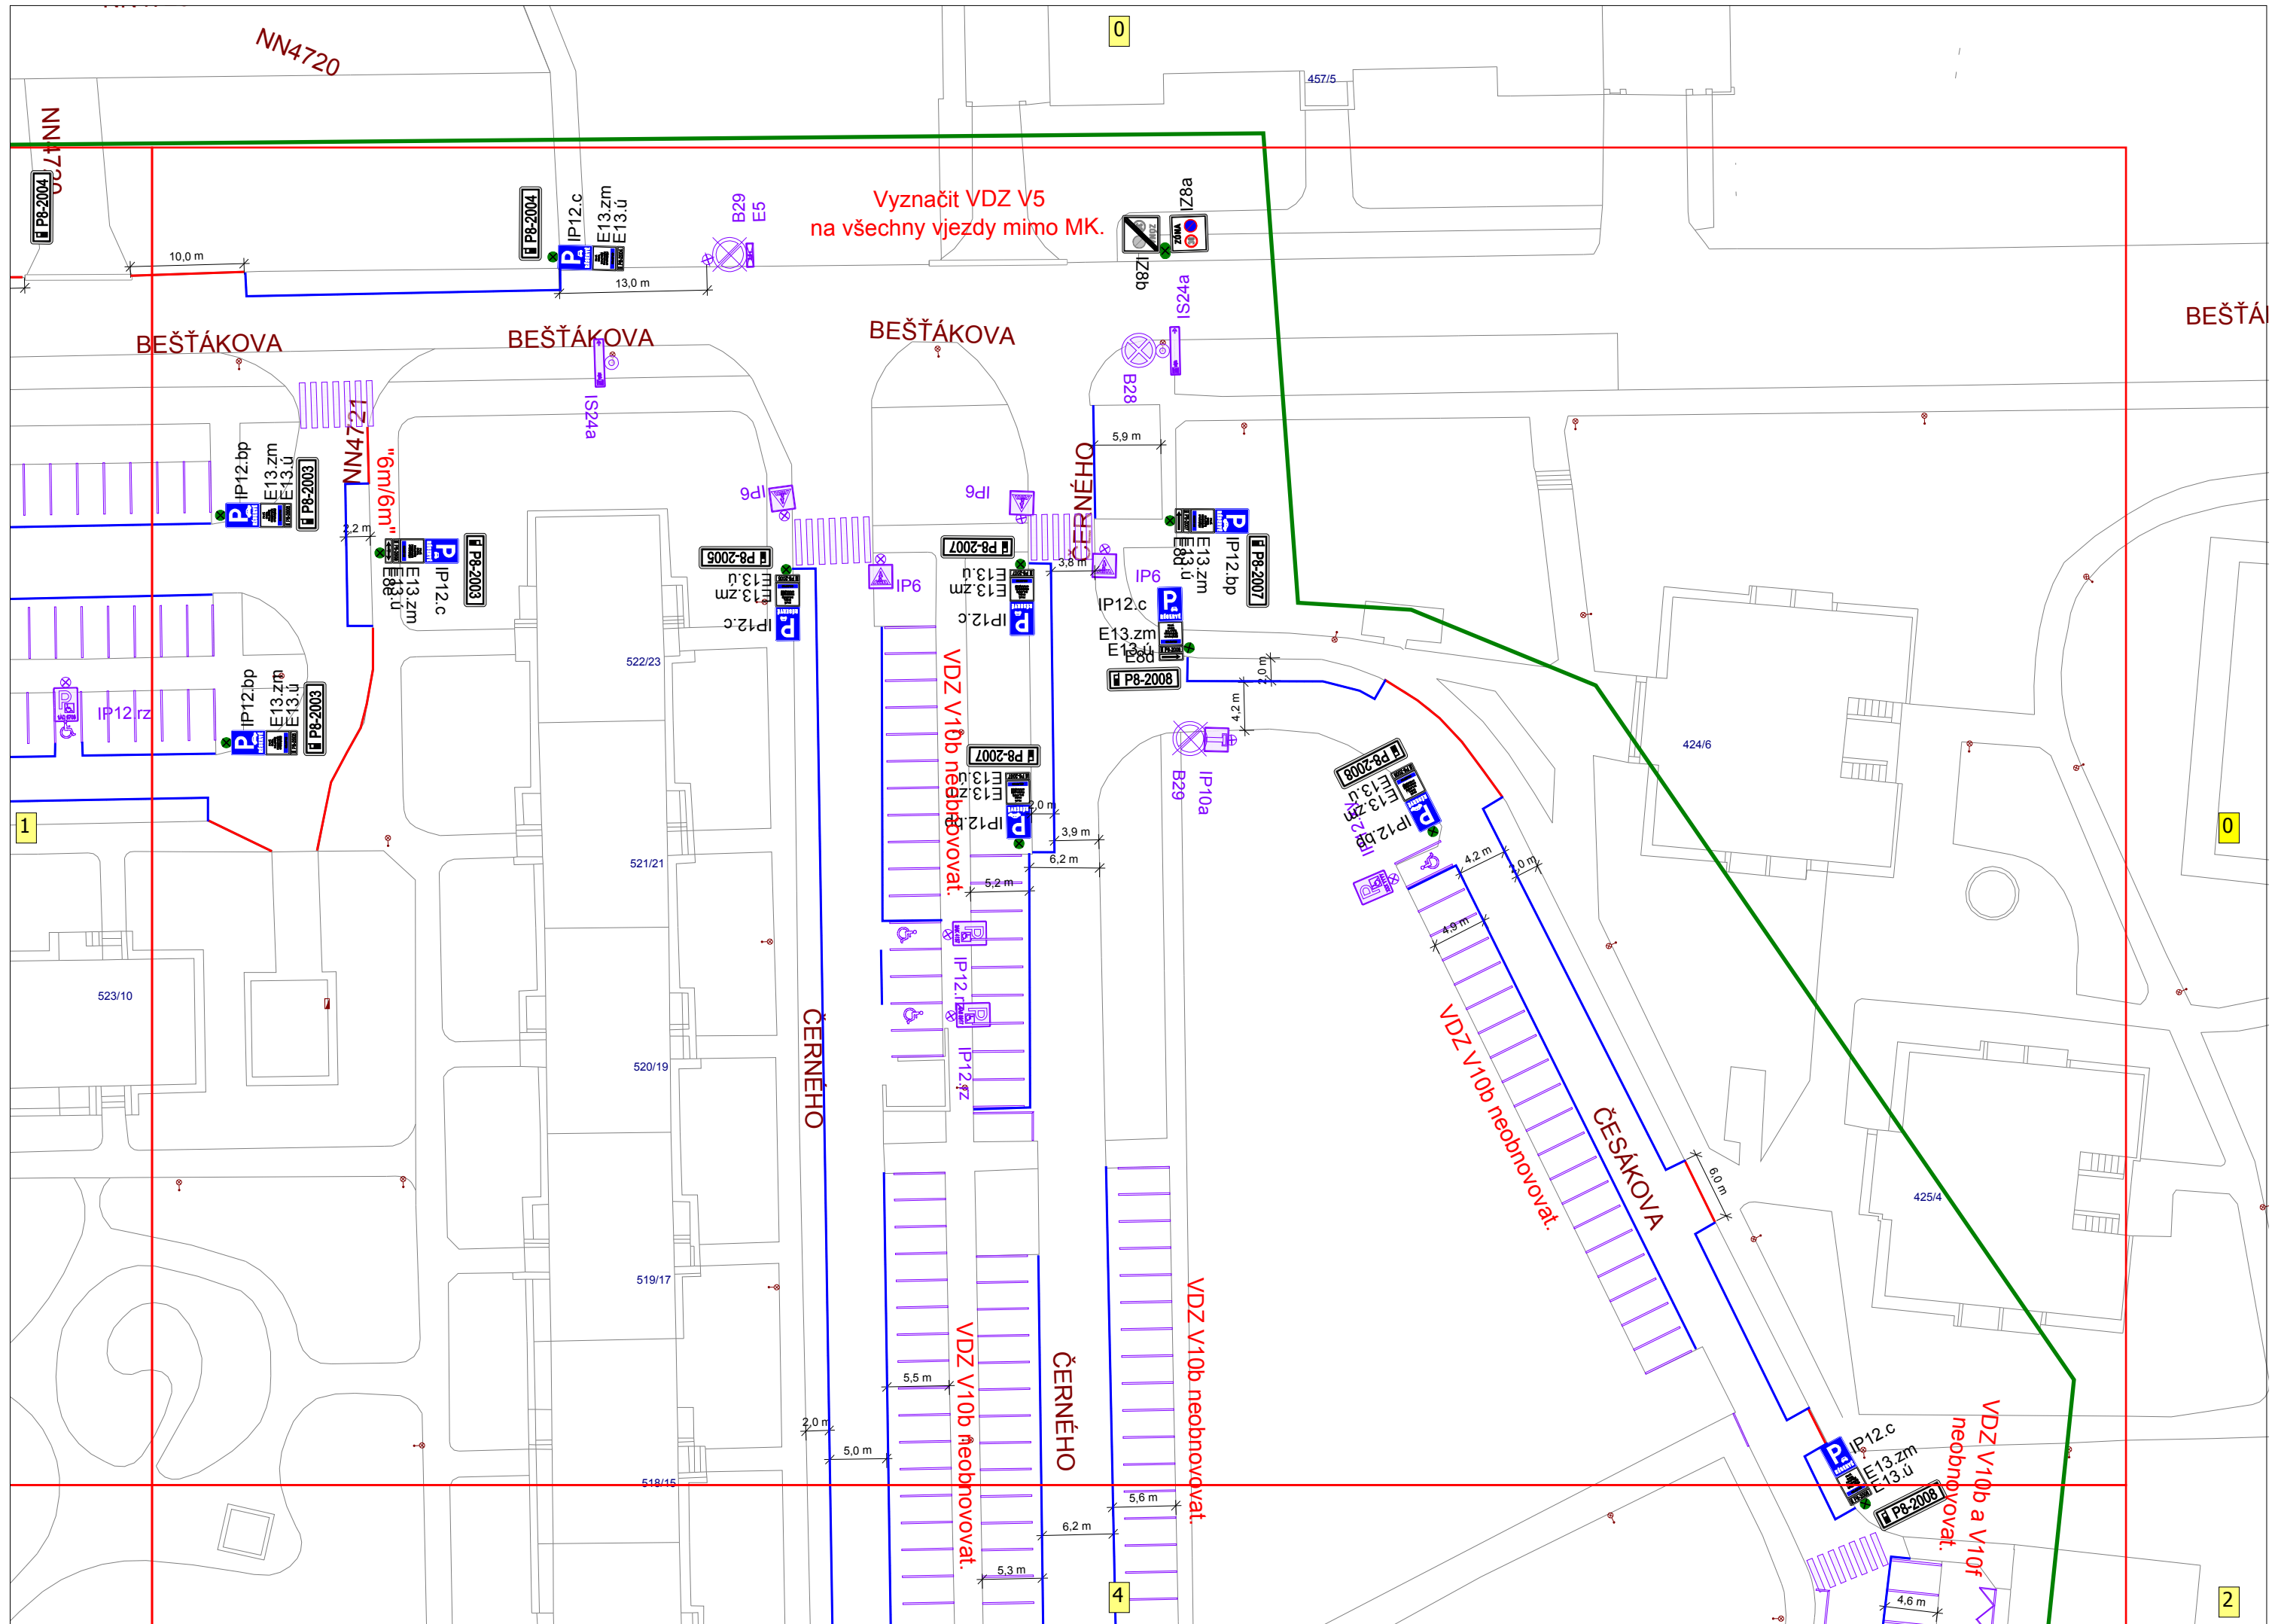 NN4720
0
457/5
NN4720
P8-2004
P8-2004
IP12.c
E13.zm
E13.ú
B29
E5
Vyznačit VDZ V5
na všechny vjezdy mimo MK.
IZ8a
ZÓNA
ZÓNA
IZ8b
10,0 m
13,0 m
IS24a
BEŠŤÁKOVA
BEŠŤÁKOVA
BEŠŤÁKOVA
BEŠŤÁ
IS24a
B28
NN4721
"6m/6m"
5,9 m
IP12.bp
E13.zm
E13.ú
P8-2003
2,2 m
E8e
E13.ú
E13.zm
IP12.c
P8-2003
IP6
IP6
ČERNÉHO
P8-2005
E13.ú
E13.zm
IP12.c
IP6
P8-2007
E13.ú
E13.zm
IP12.c
3,8 m
IP6
E8d
E13.ú
E13.zm
IP12.bp
P8-2007
IP12.c
E13.zm
E13.ú
E8d
P8-2008
2,0 m
4,2 m
522/23
IP12.rz
IP12.bp
E13.zm
E13.ú
P8-2003
VDZ V10b neobnovovat.
P8-2007
E13.ú
E13.zm
IP12.bp
2,0 m
3,9 m
6,2 m
5,2 m
B29
IP10a
P8-2008
E13.ú
E13.zm
IP12.bp
424/6
1
0
521/21
4,2 m
2,0 m
4,9 m
IP12.rz
523/10
520/19
IP12.rz
ČERNÉHO
VDZ V10b neobnovovat.
ČESÁKOVA
6,0 m
425/4
519/17
VDZ V10b neobnovovat.
VDZ V10b neobnovovat.
ČERNÉHO
5,5 m
2,0 m
5,0 m
518/15
5,6 m
6,2 m
5,3 m
IP12.c
E13.zm
E13.ú
P8-2008
VDZ V10b a V10f
neobnovovat.
4,6 m
4
2